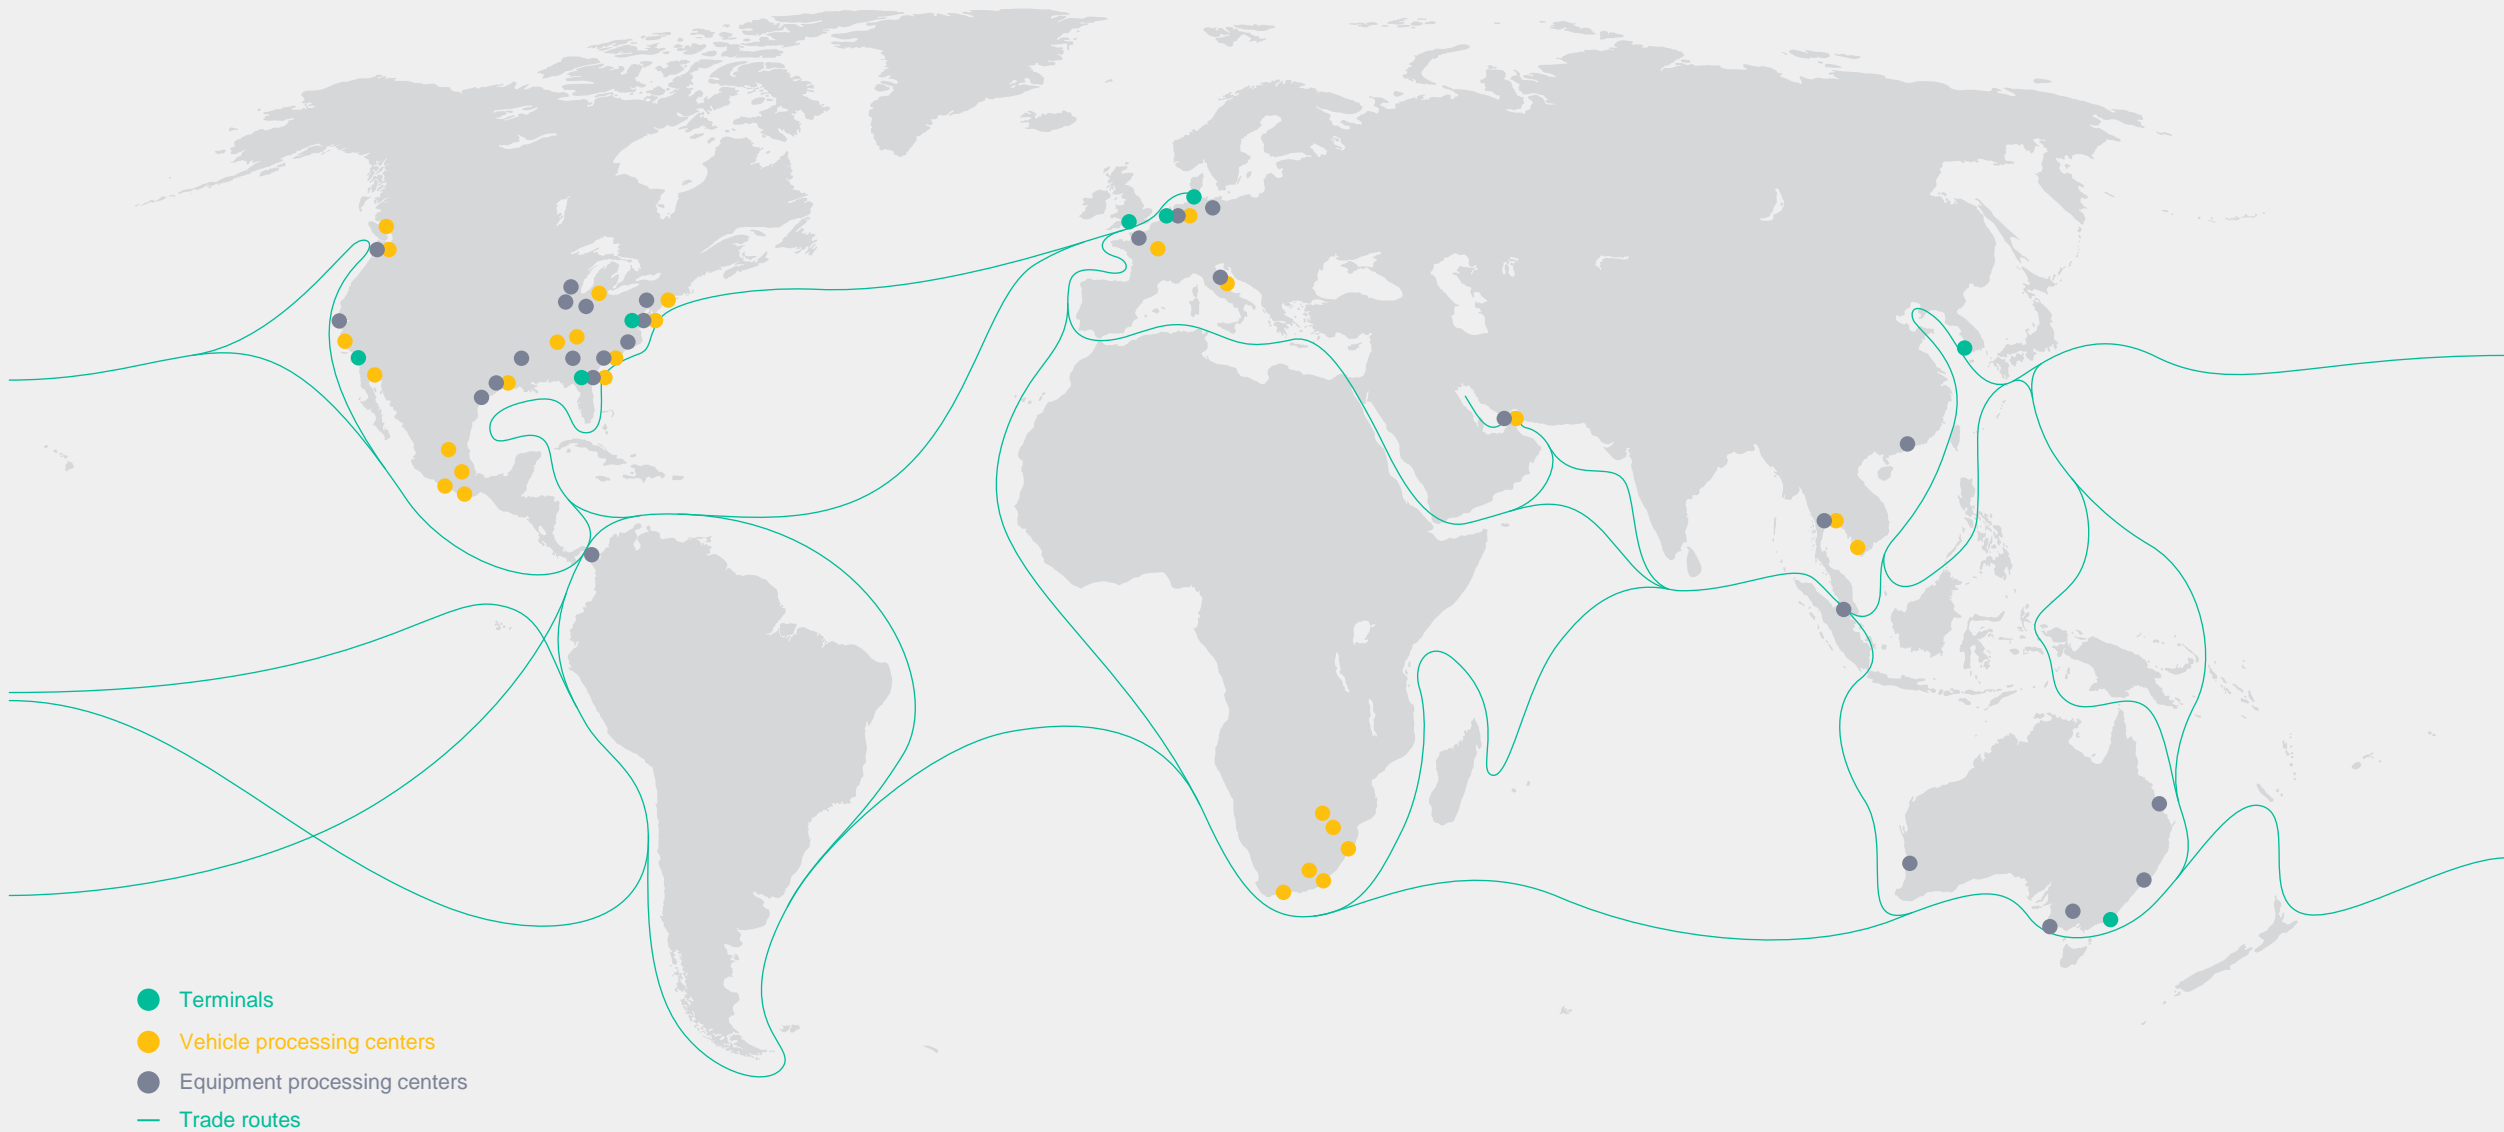 Terminals
Vehicle processing centers
Equipment processing centers
Trade routes